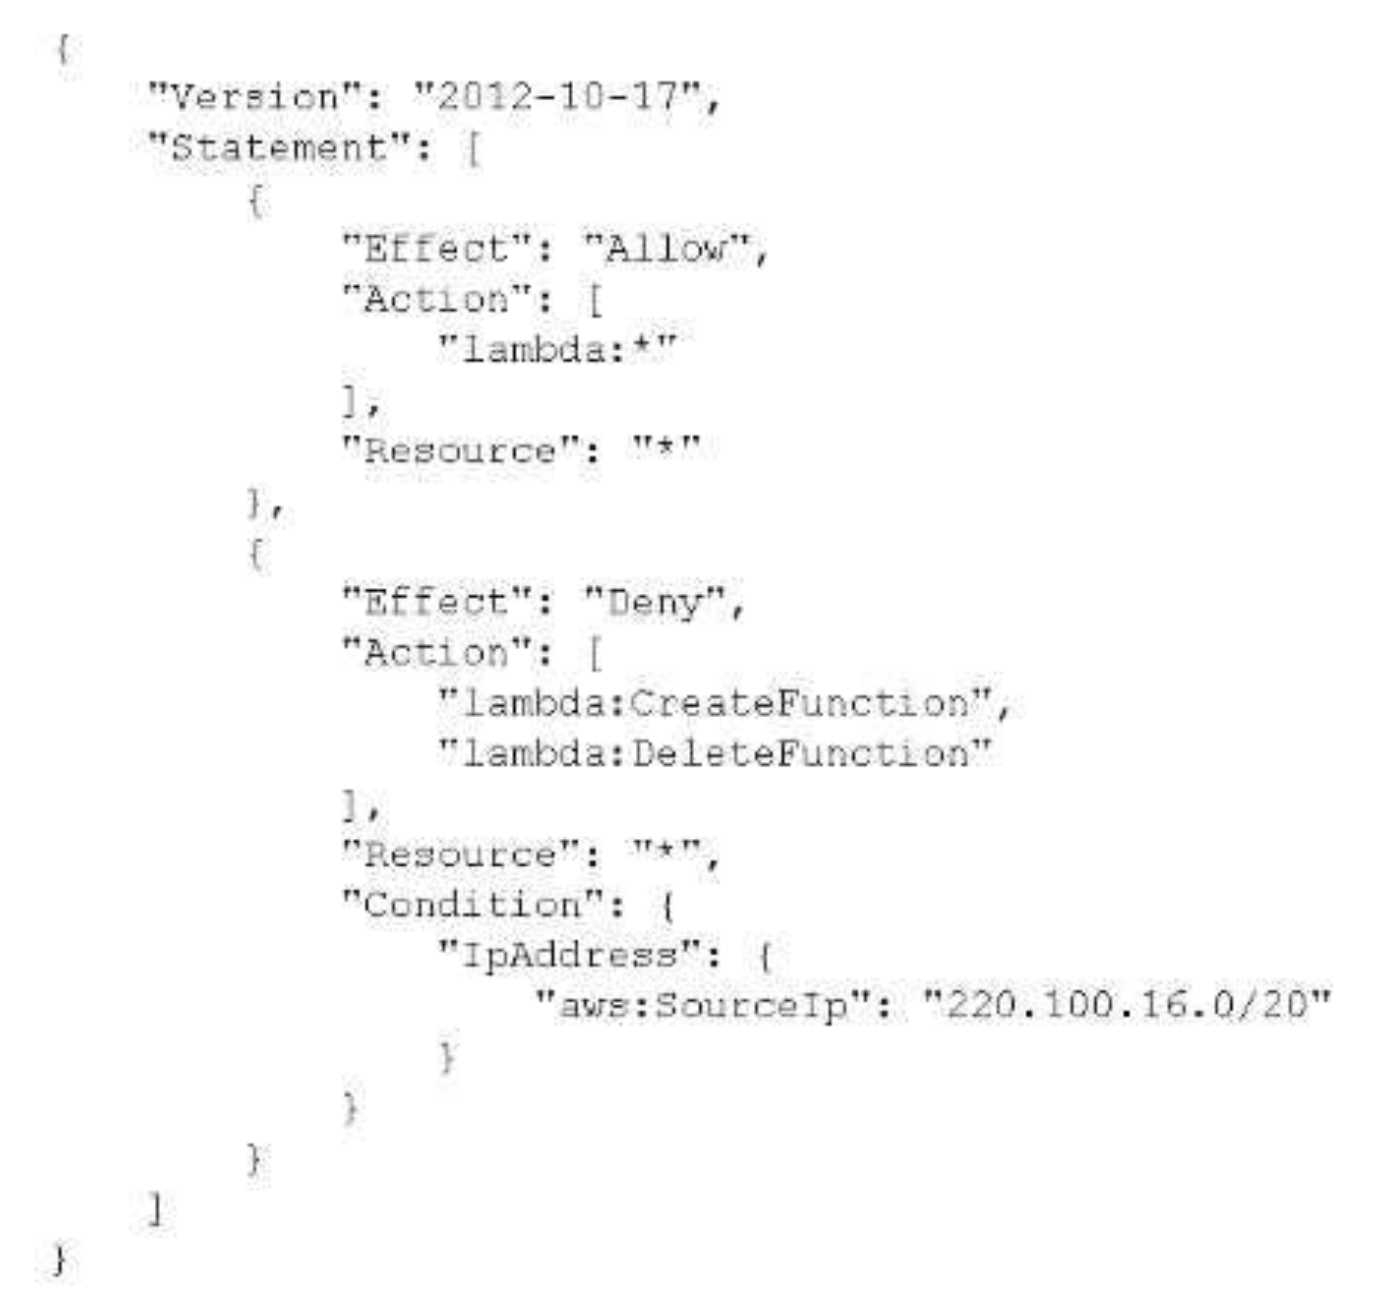 {
"Version": "2012-10-17",
"Statement": [
{
"Effect": "Allow",
"Action": [
"lambda:*"
],
"Resource": "*"
},
{
"Effect": "Deny",
"Action": [
"lambda:CreateFunction",
"lambda:DeleteFunction"
],
"Resource": "*",
"Condition": {
"IpAddress": {
"aws:SourceIp": "220.100.16.0/20"
}
}
}
]
}